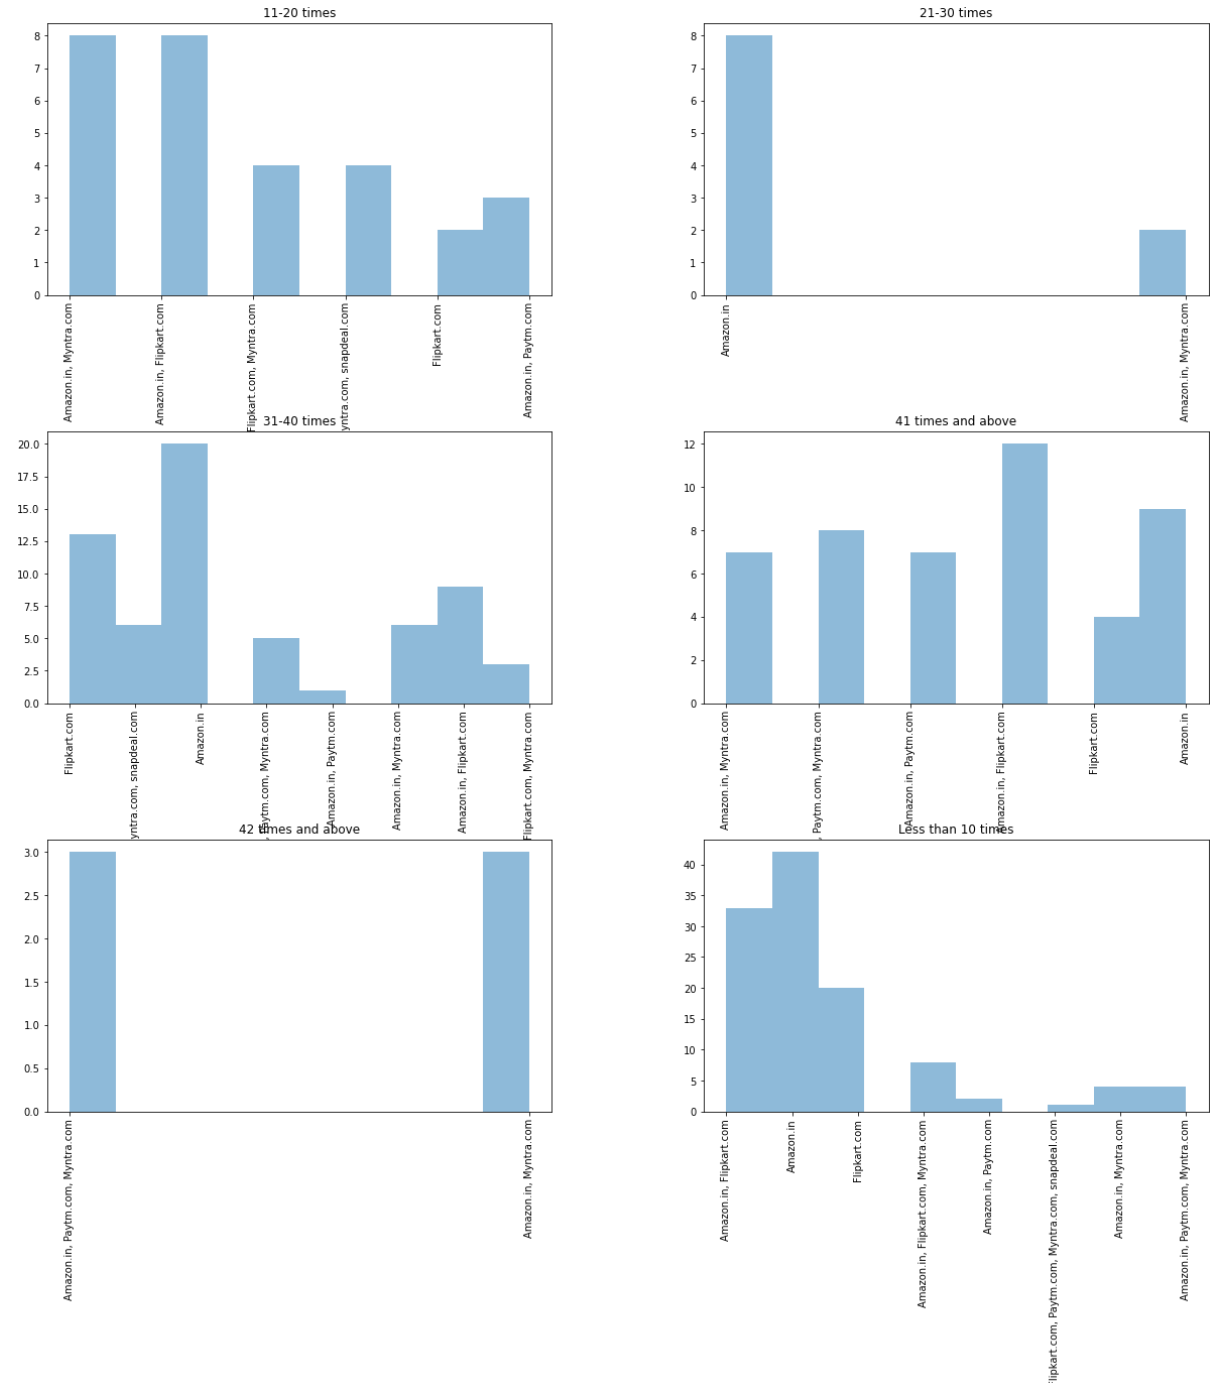 11-20 times
8
7
6
5
4
3
2
1
0
Amazon.in, Myntra.com
Amazon.in, Flipkart.com
Flipkart.com, Myntra.com
snapdeal.com
Flipkart.com
Amazon.in, Paytm.com
21-30 times
8
7
6
5
4
3
2
1
0
Amazon.in
Amazon.in, Myntra.com
31-40 times
20.0
17.5
15.0
12.5
10.0
7.5
5.0
2.5
0.0
Flipkart.com
snapdeal.com
Amazon.in
Paytm.com, Myntra.com
Amazon.in, Paytm.com
Amazon.in, Myntra.com
Amazon.in, Flipkart.com
Flipkart.com, Myntra.com
41 times and above
12
10
8
6
4
2
0
Amazon.in, Myntra.com
, Paytm.com, Myntra.com
Amazon.in, Paytm.com
Amazon.in, Flipkart.com
Flipkart.com
Amazon.in
42 times and above
3.0
2.5
2.0
1.5
1.0
0.5
0.0
Amazon.in, Paytm.com, Myntra.com
Amazon.in, Myntra.com
Less than 10 times
40
35
30
25
20
15
10
5
0
Amazon.in, Flipkart.com
Amazon.in
Flipkart.com
Amazon.in, Flipkart.com, Myntra.com
Amazon.in, Paytm.com
Paytm.com, Myntra.com, snapdeal.com
Amazon.in, Myntra.com
Amazon.in, Paytm.com, Myntra.com